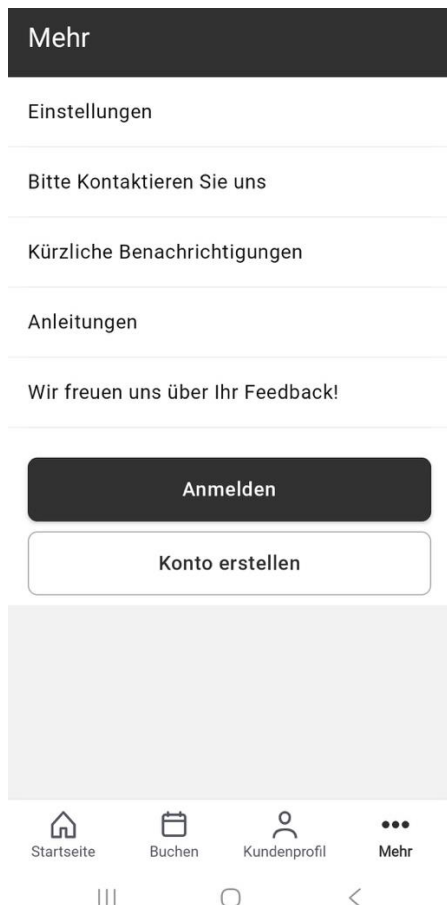 Mehr
Einstellungen
Bitte Kontaktieren Sie uns
Kürzliche Benachrichtigungen
Anleitungen
Wir freuen uns über Ihr Feedback!
Anmelden
Konto erstellen
Startseite Buchen Kundenprofil Mehr